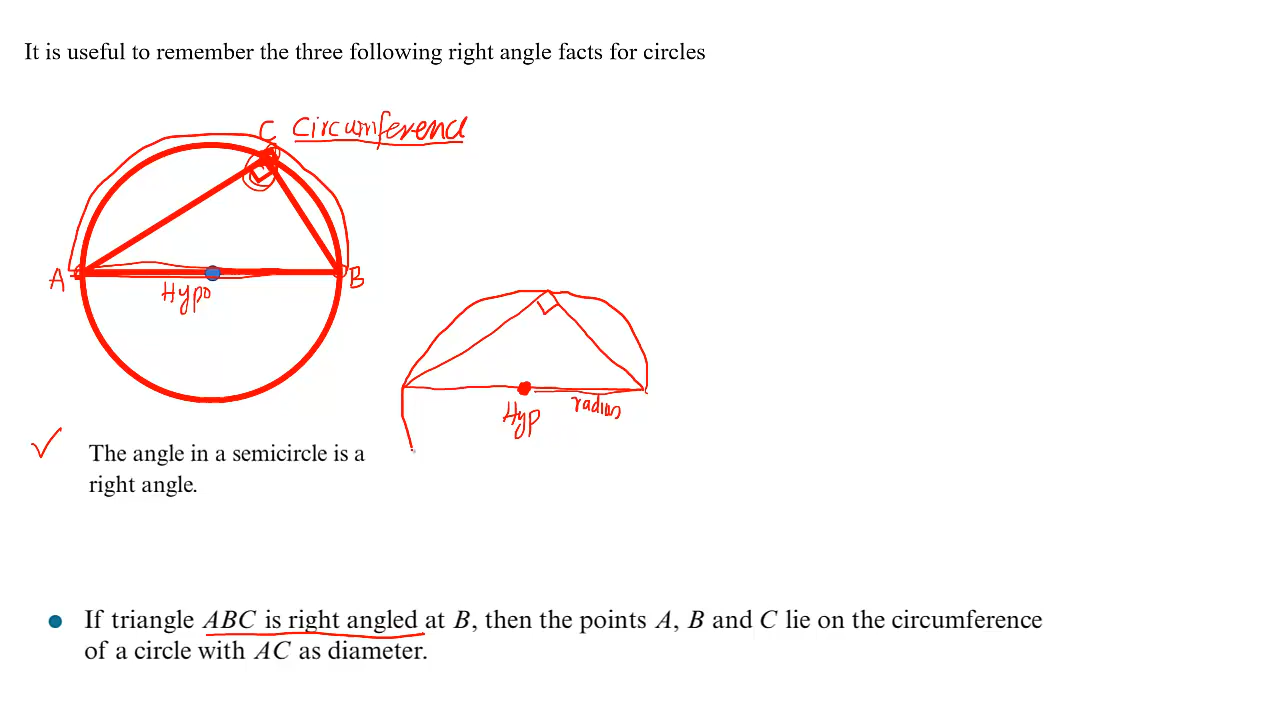 It is useful to remember the three following right angle facts for circles
C Circumference
A
B
Hypo
Hyp
radius
The angle in a semicircle is a
right angle.
If triangle ABC is right angled at B, then the points A, B and C lie on the circumference
of a circle with AC as diameter.